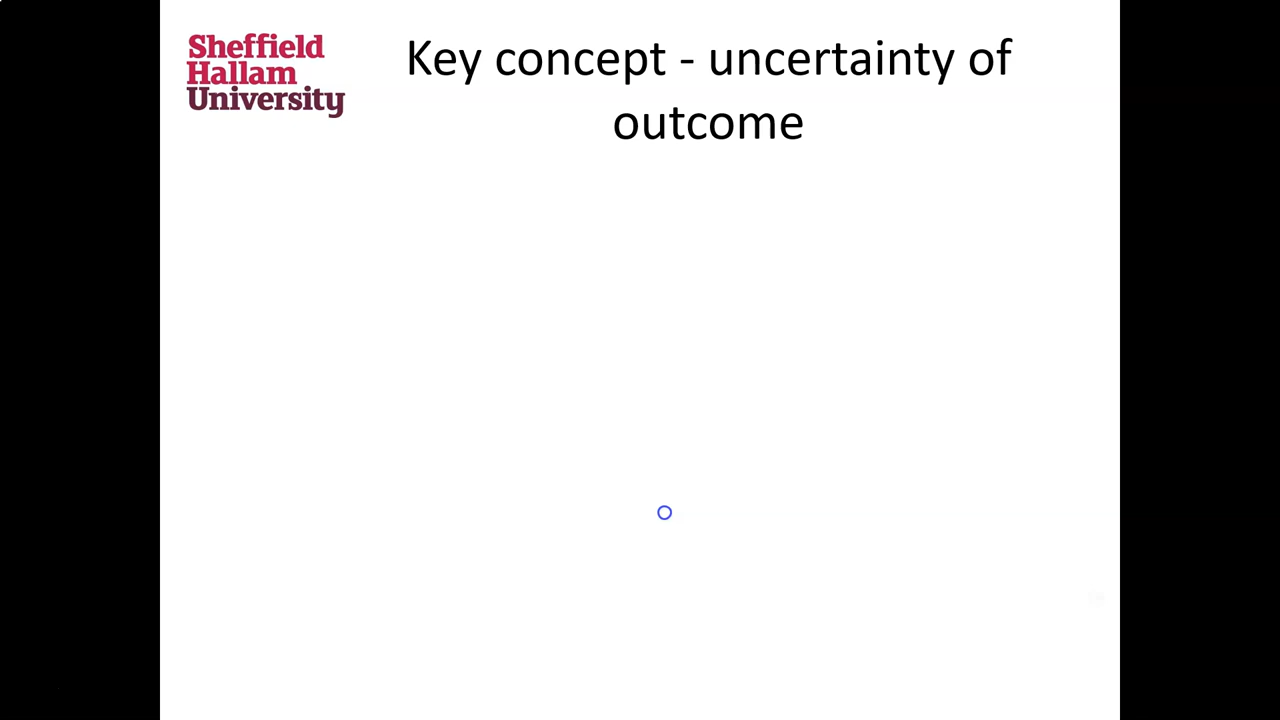 Sheffield
Hallam
University
Key concept - uncertainty of
outcome